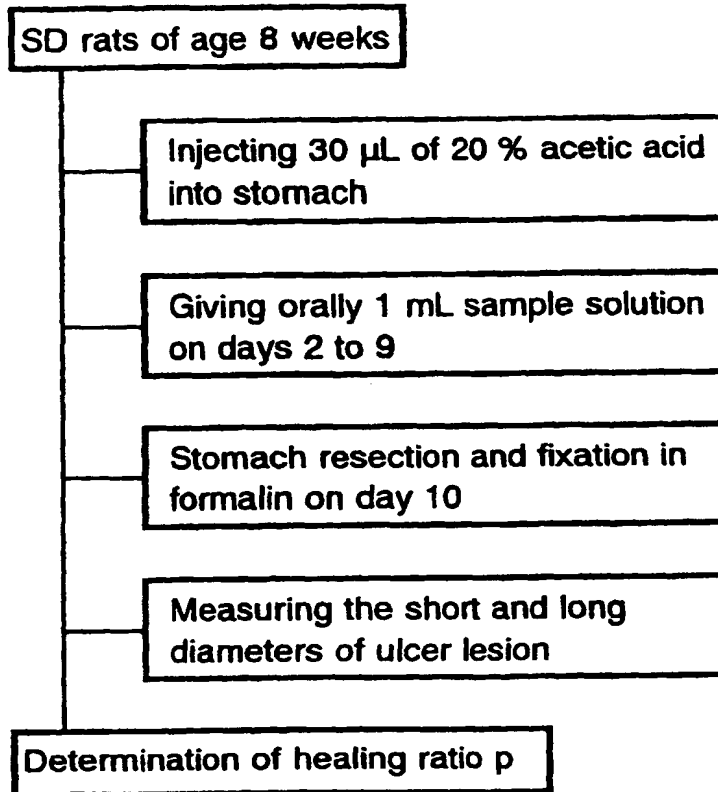 SD rats of age 8 weeks
Injecting 30 µL of 20 % acetic acid
into stomach
Giving orally 1 mL sample solution
on days 2 to 9
Stomach resection and fixation in
formalin on day 10
Measuring the short and long
diameters of ulcer lesion
Determination of healing ratio p